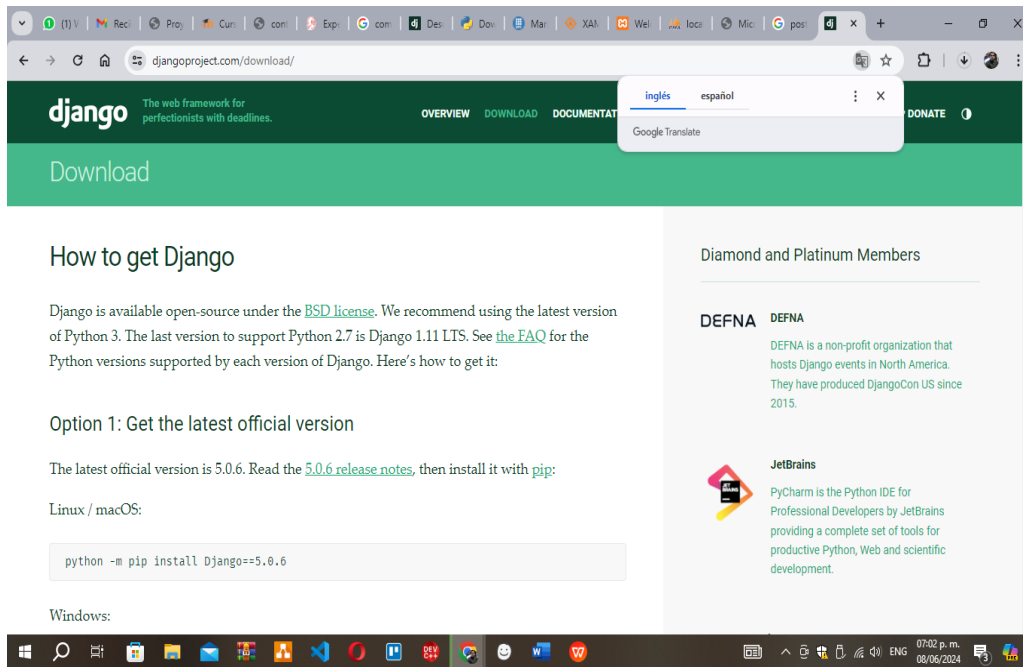 (1) V
Reci
Proy
Curs
con
Exp
con
Des
Dov
Mar
XAN
Wel
loca
Mic
pos
djangoproject.com/download/
inglés español
Google Translate
django
The web framework for
perfectionists with deadlines.
OVERVIEW DOWNLOAD DOCUMENTAT DONATE
Download
How to get Django
Django is available open-source under the BSD license. We recommend using the latest version
of Python 3. The last version to support Python 2.7 is Django 1.11 LTS. See the FAQ for the
Python versions supported by each version of Django. Here's how to get it:
Option 1: Get the latest official version
The latest official version is 5.0.6. Read the 5.0.6 release notes, then install it with pip:
Linux / macOS:
python -m pip install Django==5.0.6
Windows:
Diamond and Platinum Members
DEFNA
DEFNA
DEFNA is a non-profit organization that
hosts Django events in North America.
They have produced DjangoCon US since
2015.
JET
BRAINS
JetBrains
PyCharm is the Python IDE for
Professional Developers by JetBrains
providing a complete set of tools for
productive Python, Web and scientific
development.
DEV
C++
ENG
07:02 p. m.
08/06/2024
3